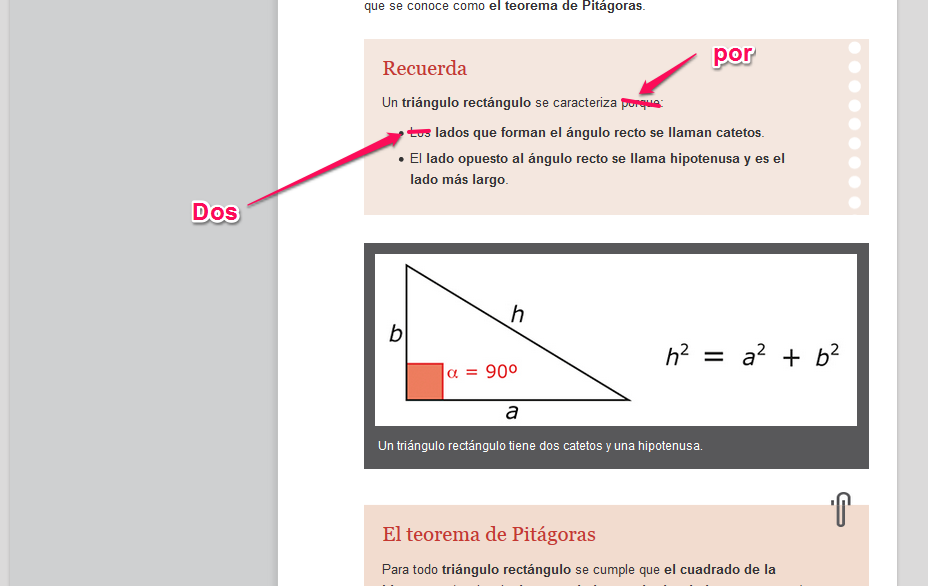 que se conoce como el teorema de Pitágoras.
Recuerda
por
Un triángulo rectángulo se caracteriza porque:
Los lados que forman el ángulo recto se llaman catetos.
El lado opuesto al ángulo recto se llama hipotenusa y es el
lado más largo.
Dos
b
h
h² = a² + b²
α = 90º
a
Un triángulo rectángulo tiene dos catetos y una hipotenusa.
El teorema de Pitágoras
Para todo triángulo rectángulo se cumple que el cuadrado de la